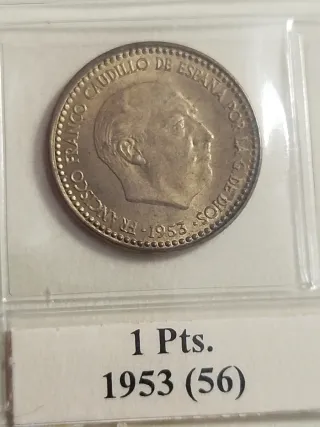 FRANCISCO FRANCO CAUDILLO DE ESPAÑA POR LA G. DE DIOS
· 1953 ·
1 Pts.
1953 (56)